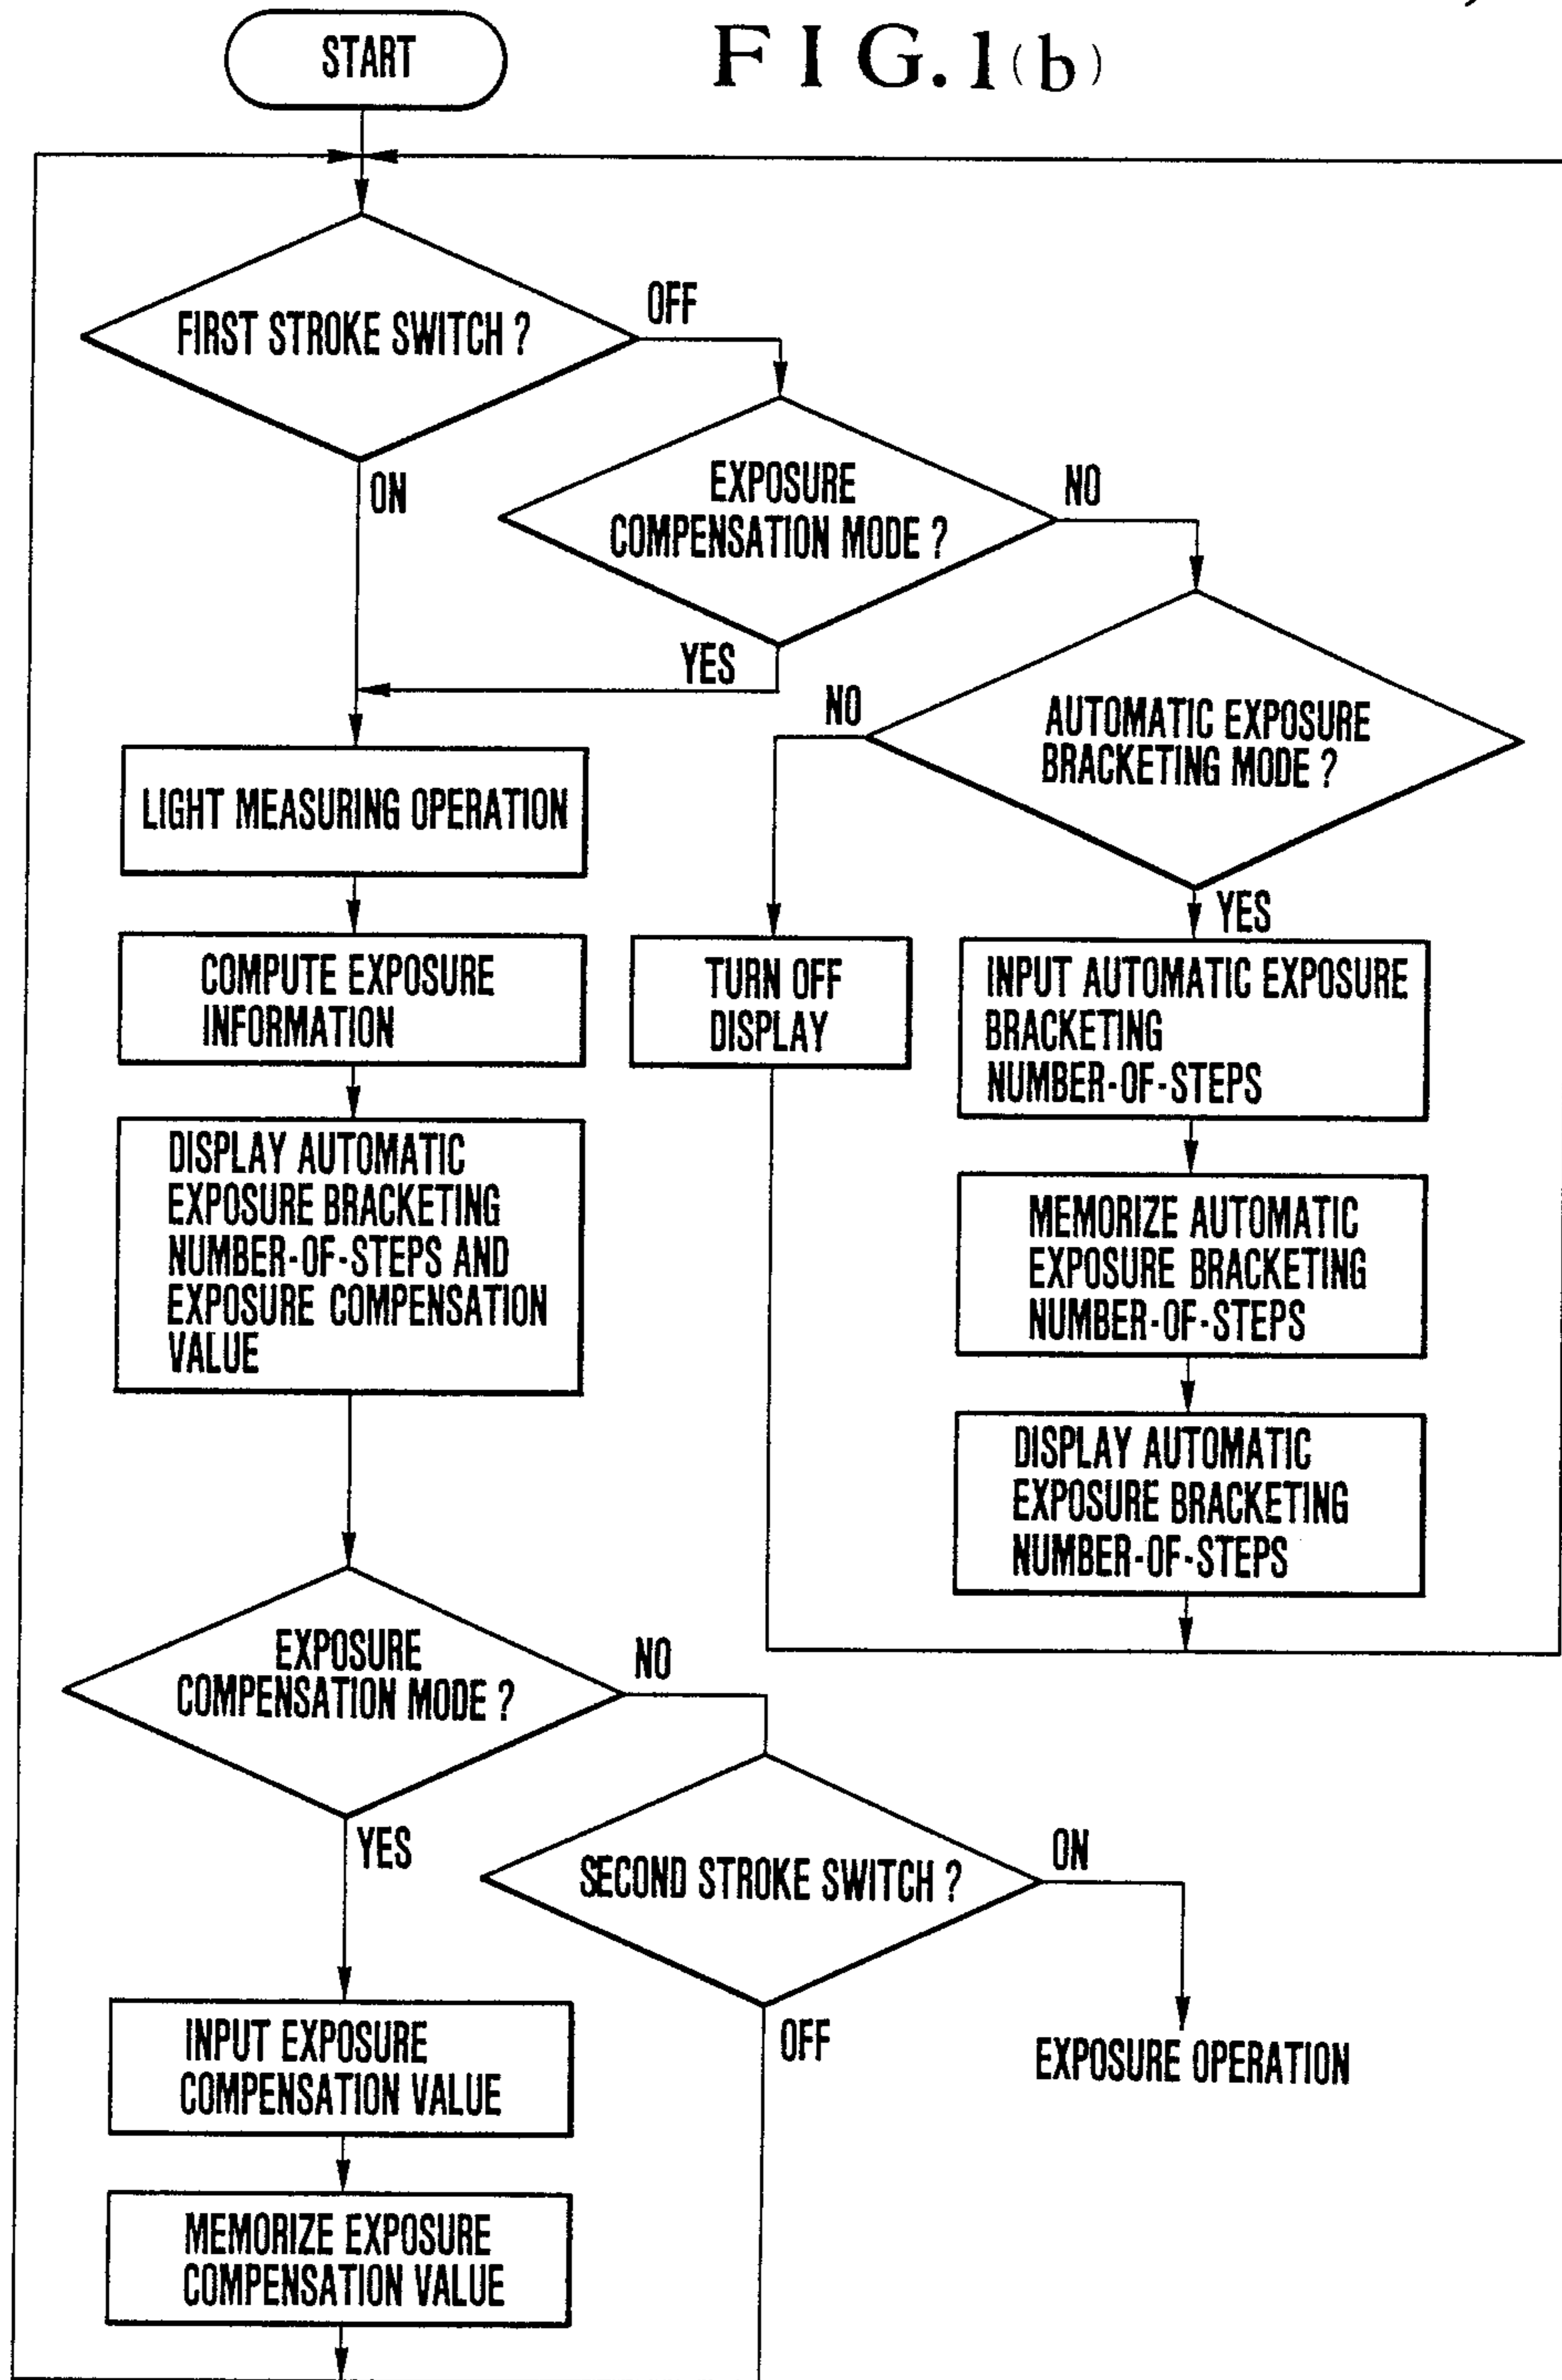 START
FIG.1(b)
FIRST STROKE SWITCH ?
OFF
ON
EXPOSURE
COMPENSATION MODE ?
NO
YES
AUTOMATIC EXPOSURE
BRACKETING MODE ?
NO
YES
LIGHT MEASURING OPERATION
COMPUTE EXPOSURE
INFORMATION
TURN OFF
DISPLAY
INPUT AUTOMATIC EXPOSURE
BRACKETING
NUMBER-OF-STEPS
DISPLAY AUTOMATIC
EXPOSURE BRACKETING
NUMBER-OF-STEPS AND
EXPOSURE COMPENSATION
VALUE
MEMORIZE AUTOMATIC
EXPOSURE BRACKETING
NUMBER-OF-STEPS
DISPLAY AUTOMATIC
EXPOSURE BRACKETING
NUMBER-OF-STEPS
EXPOSURE
COMPENSATION MODE ?
NO
YES
SECOND STROKE SWITCH ?
ON
OFF
EXPOSURE OPERATION
INPUT EXPOSURE
COMPENSATION VALUE
MEMORIZE EXPOSURE
COMPENSATION VALUE